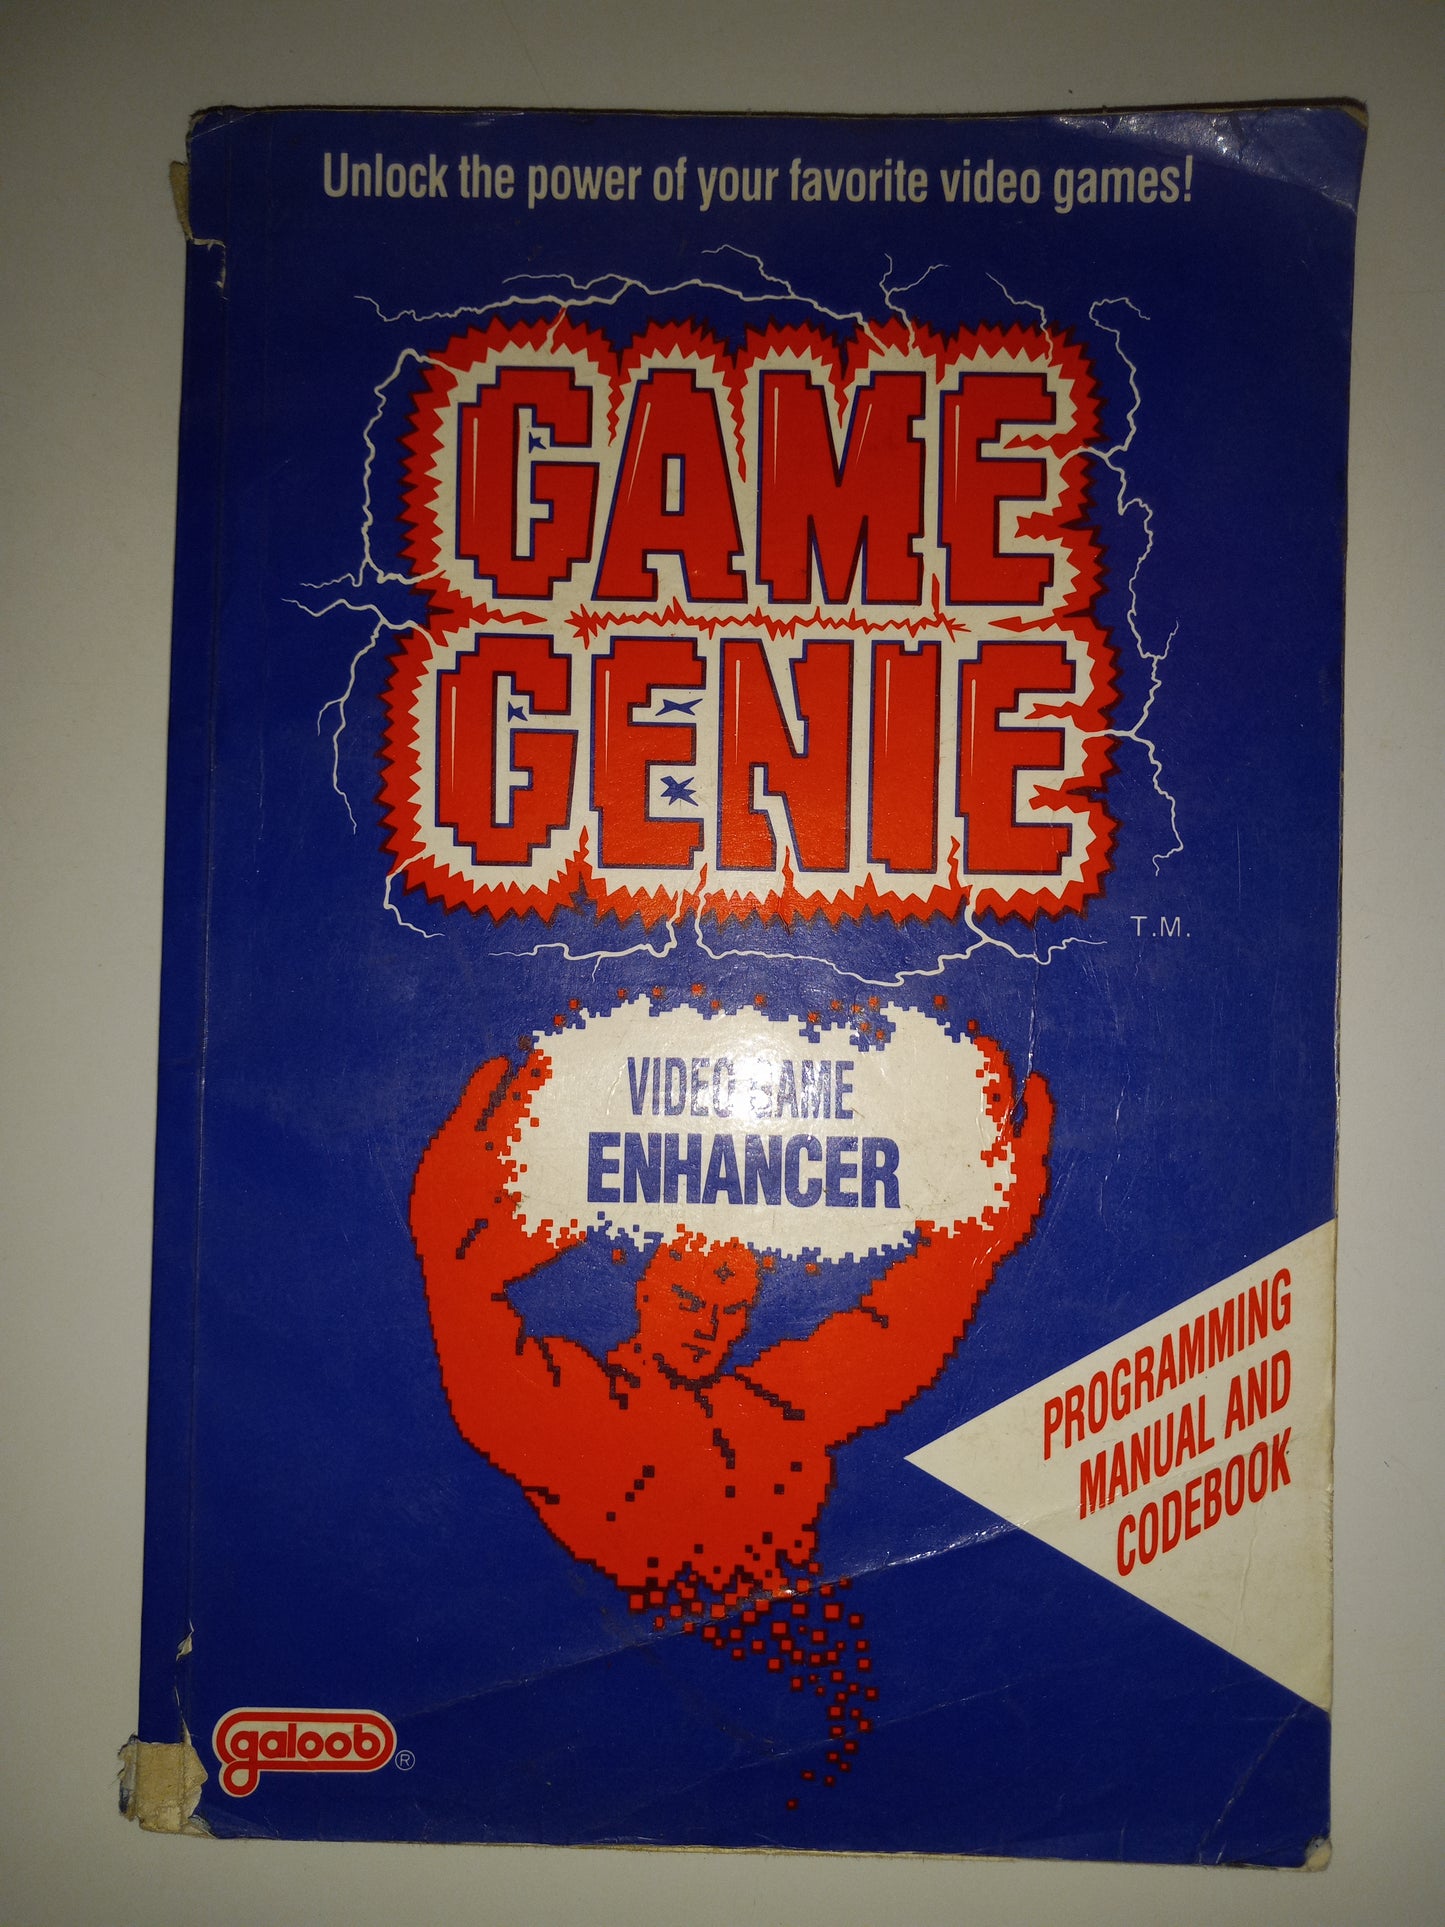 Unlock the power of your favorite video games!
GAME
GENIE
T.M.
VIDEO GAME
ENHANCER
PROGRAMMING
MANUAL AND
CODEBOOK
galoob®